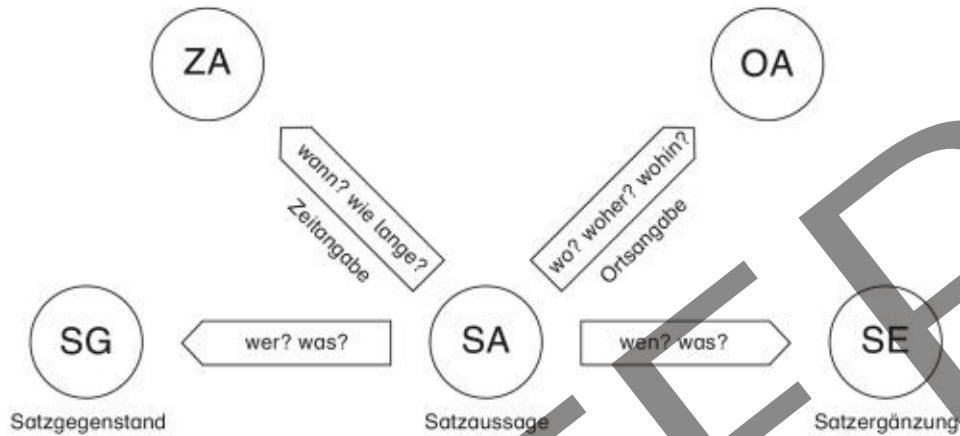 ZA
OA
wann? wie lange?
Zeitangabe
wo? woher? wohin?
Ortsangabe
SG
wer? was?
SA
wen? was?
SE
Satzgegenstand
Satzaussage
Satzergänzung